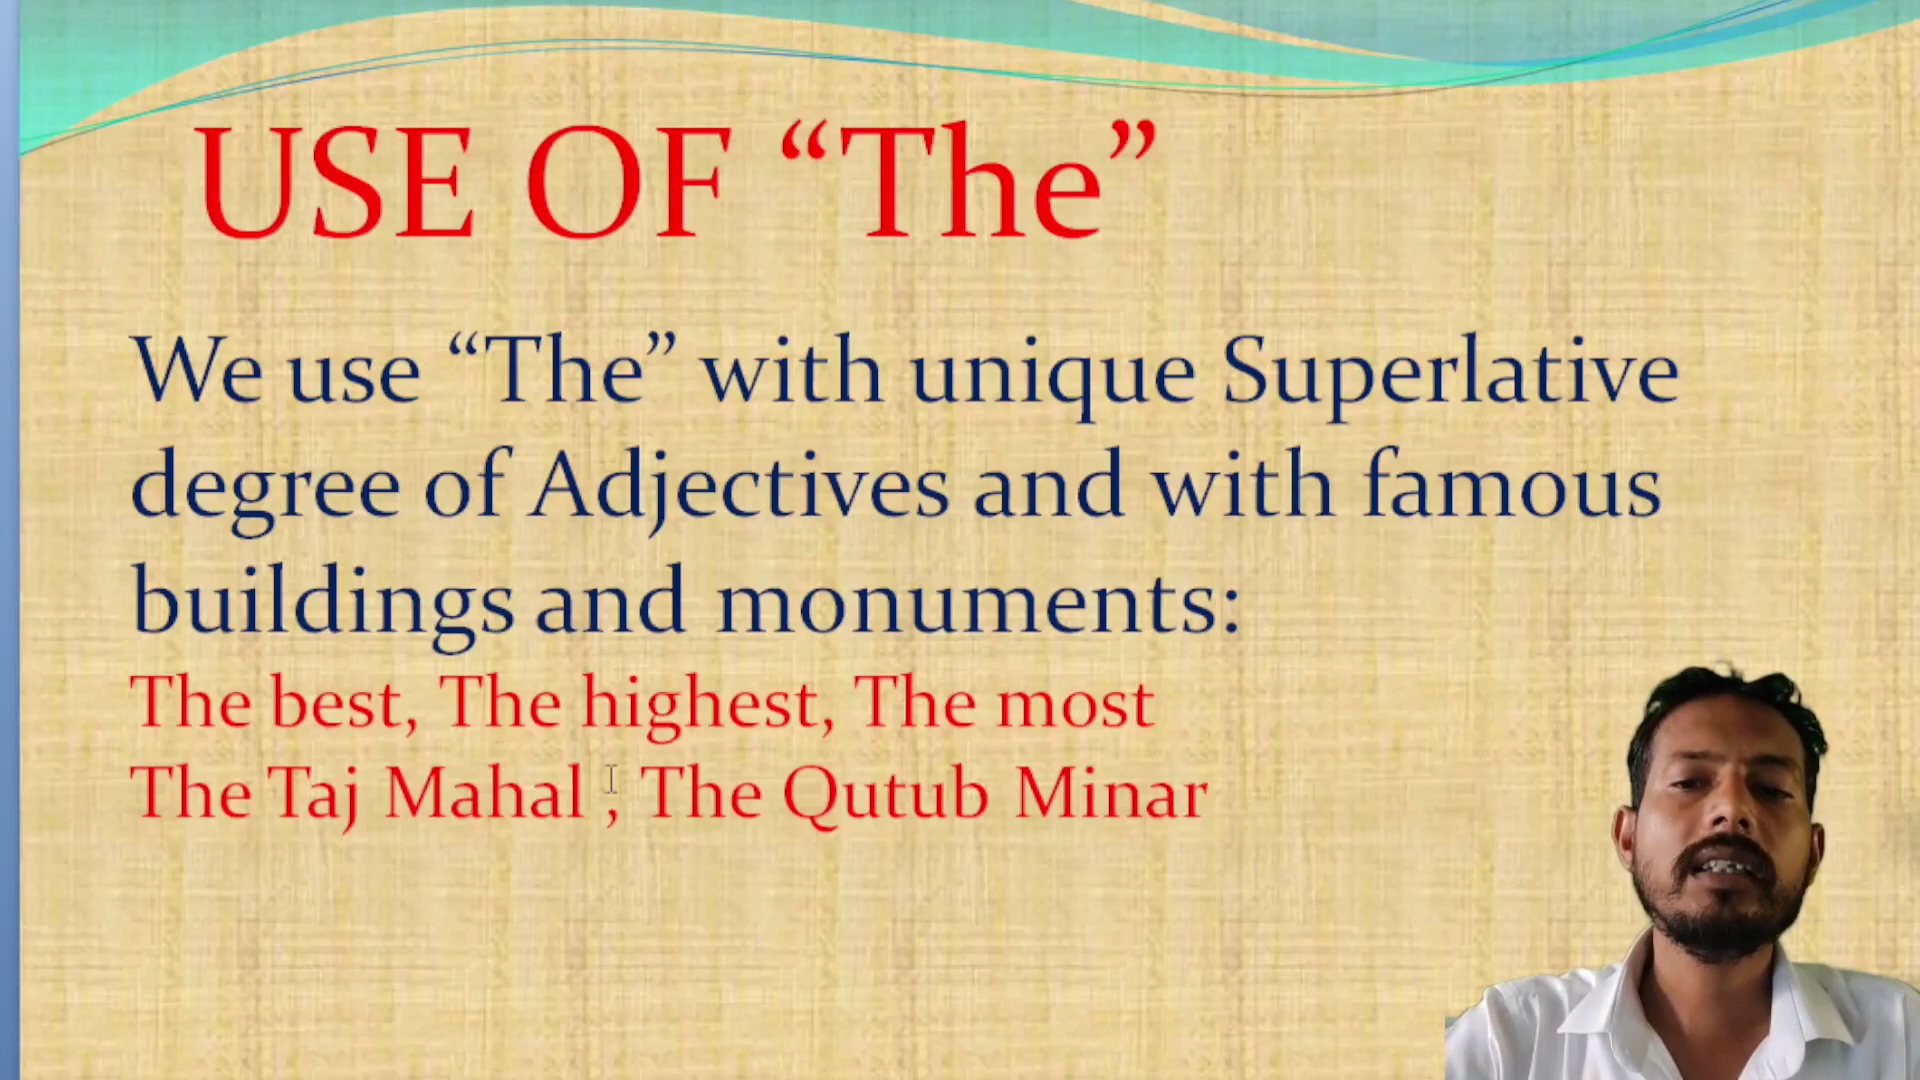 USE OF “The”
We use “The” with unique Superlative
degree of Adjectives and with famous
buildings and monuments:
The best, The highest, The most
The Taj Mahal , The Qutub Minar